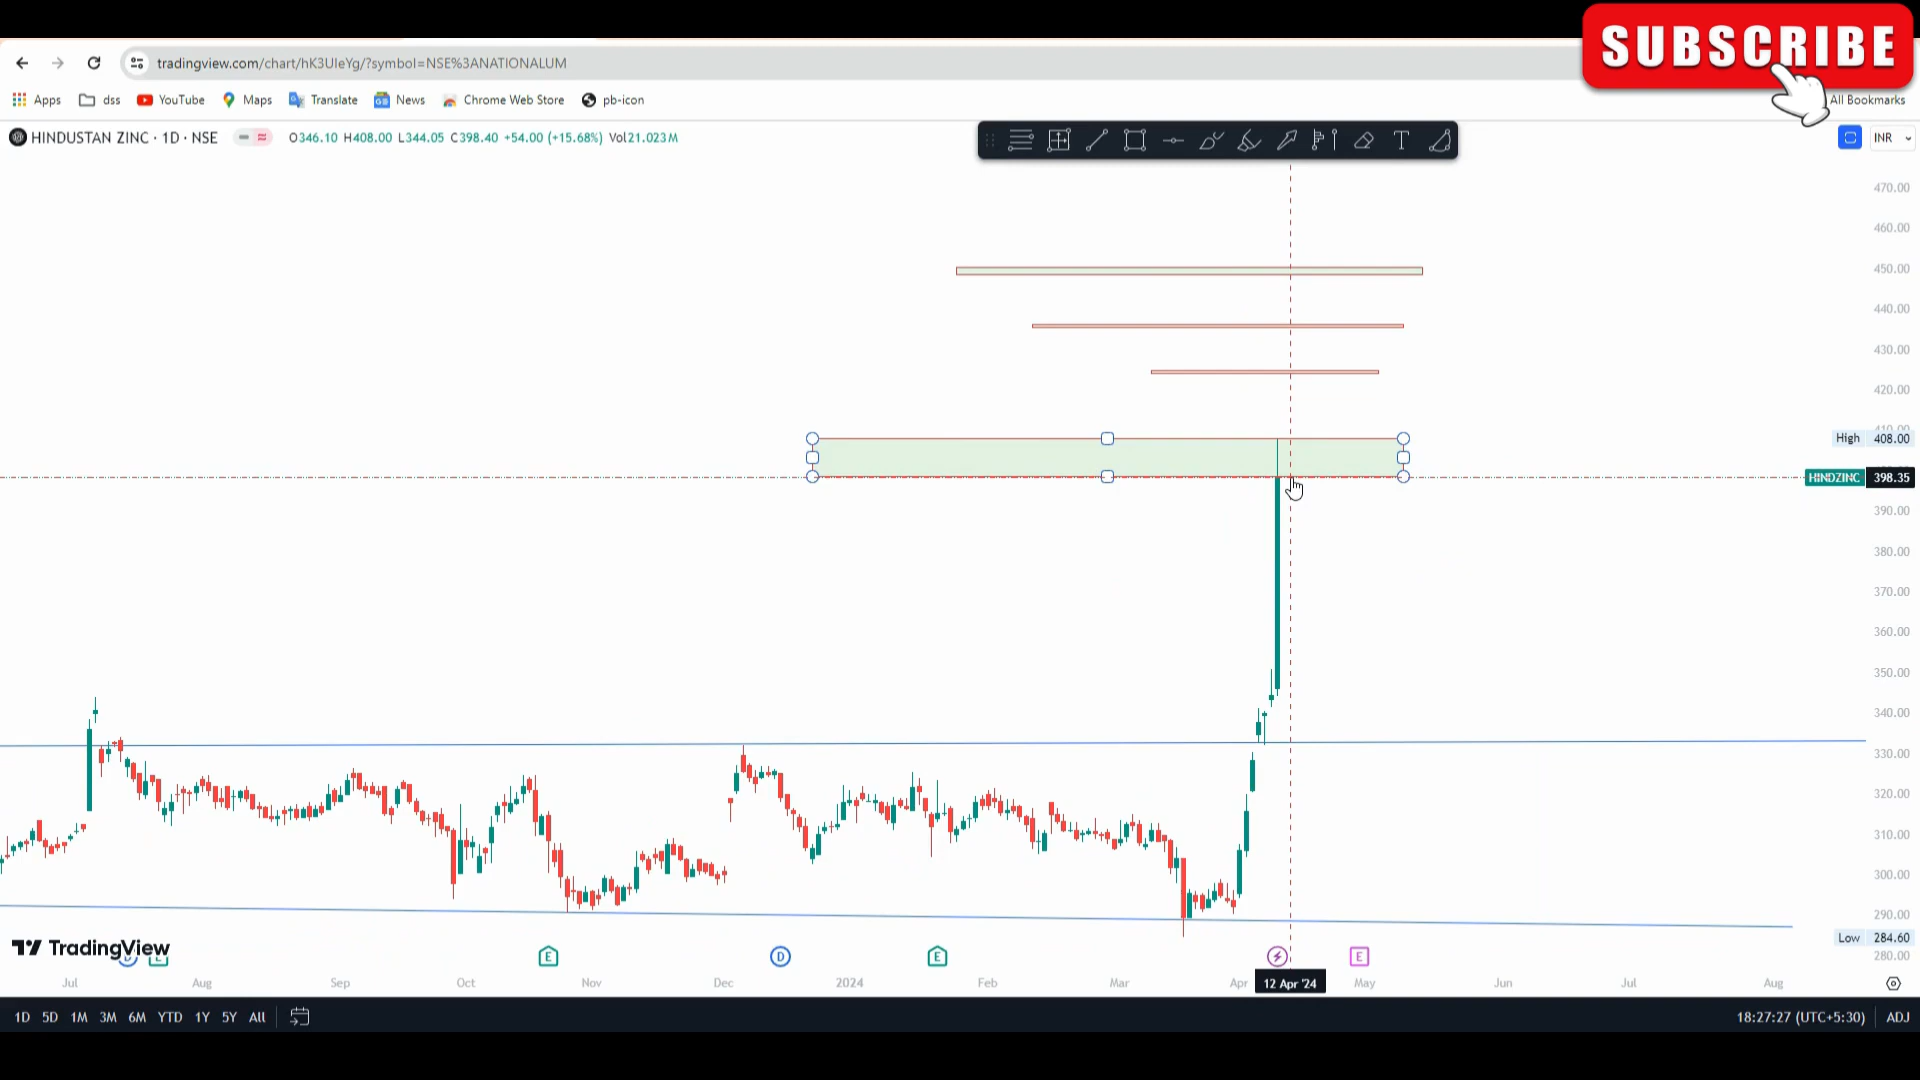 SUBSCRIBE
tradingview.com/chart/hK3UleYg/?symbol=NSE%3ANATIONALUM
Apps dss YouTube Maps Translate News Chrome Web Store pb-icon All Bookmarks
HINDUSTAN ZINC · 1D · NSE O346.10 H408.00 L344.05 C398.40 +54.00 (+15.68%) Vol21.023M INR
470.00
460.00
450.00
440.00
430.00
420.00
410.00
High 408.00
HINDZINC 398.35
390.00
380.00
370.00
360.00
350.00
340.00
330.00
320.00
310.00
300.00
290.00
Low 284.60
280.00
TradingView
D E E D E E
Jul Aug Sep Oct Nov Dec 2024 Feb Mar Apr 12 Apr '24 May Jun Jul Aug
1D 5D 1M 3M 6M YTD 1Y 5Y All 18:27:27 (UTC+5:30) ADJ